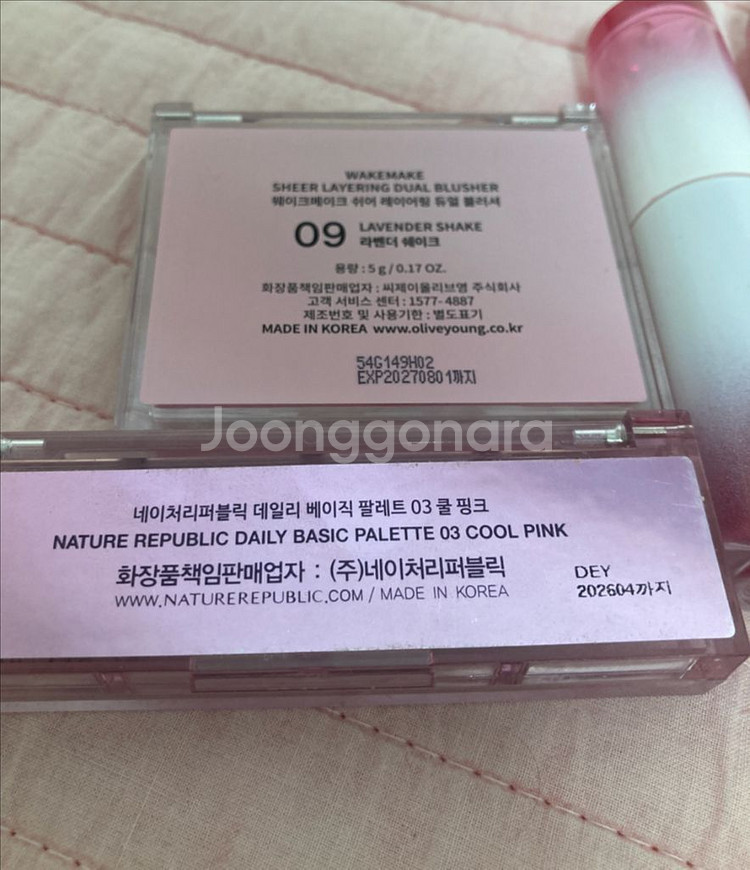 WAKEMAKE
SHEER LAYERING DUAL BLUSHER
웨이크메이크 쉬어 레이어링 듀얼 블러셔
09 LAVENDER SHAKE
라벤더 쉐이크
용량 : 5 g / 0.17 OZ.
화장품책임판매업자 : 씨제이올리브영 주식회사
고객 서비스 센터 : 1577-4887
제조번호 및 사용기한 : 별도표기
MADE IN KOREA www.oliveyoung.co.kr
54G149H02
EXP20270801까지
Joonggonara
네이처리퍼블릭 데일리 베이직 팔레트 03 쿨 핑크
NATURE REPUBLIC DAILY BASIC PALETTE 03 COOL PINK
화장품책임판매업자 : (주)네이처리퍼블릭
WWW.NATUREREPUBLIC.COM / MADE IN KOREA
DEY
202604까지